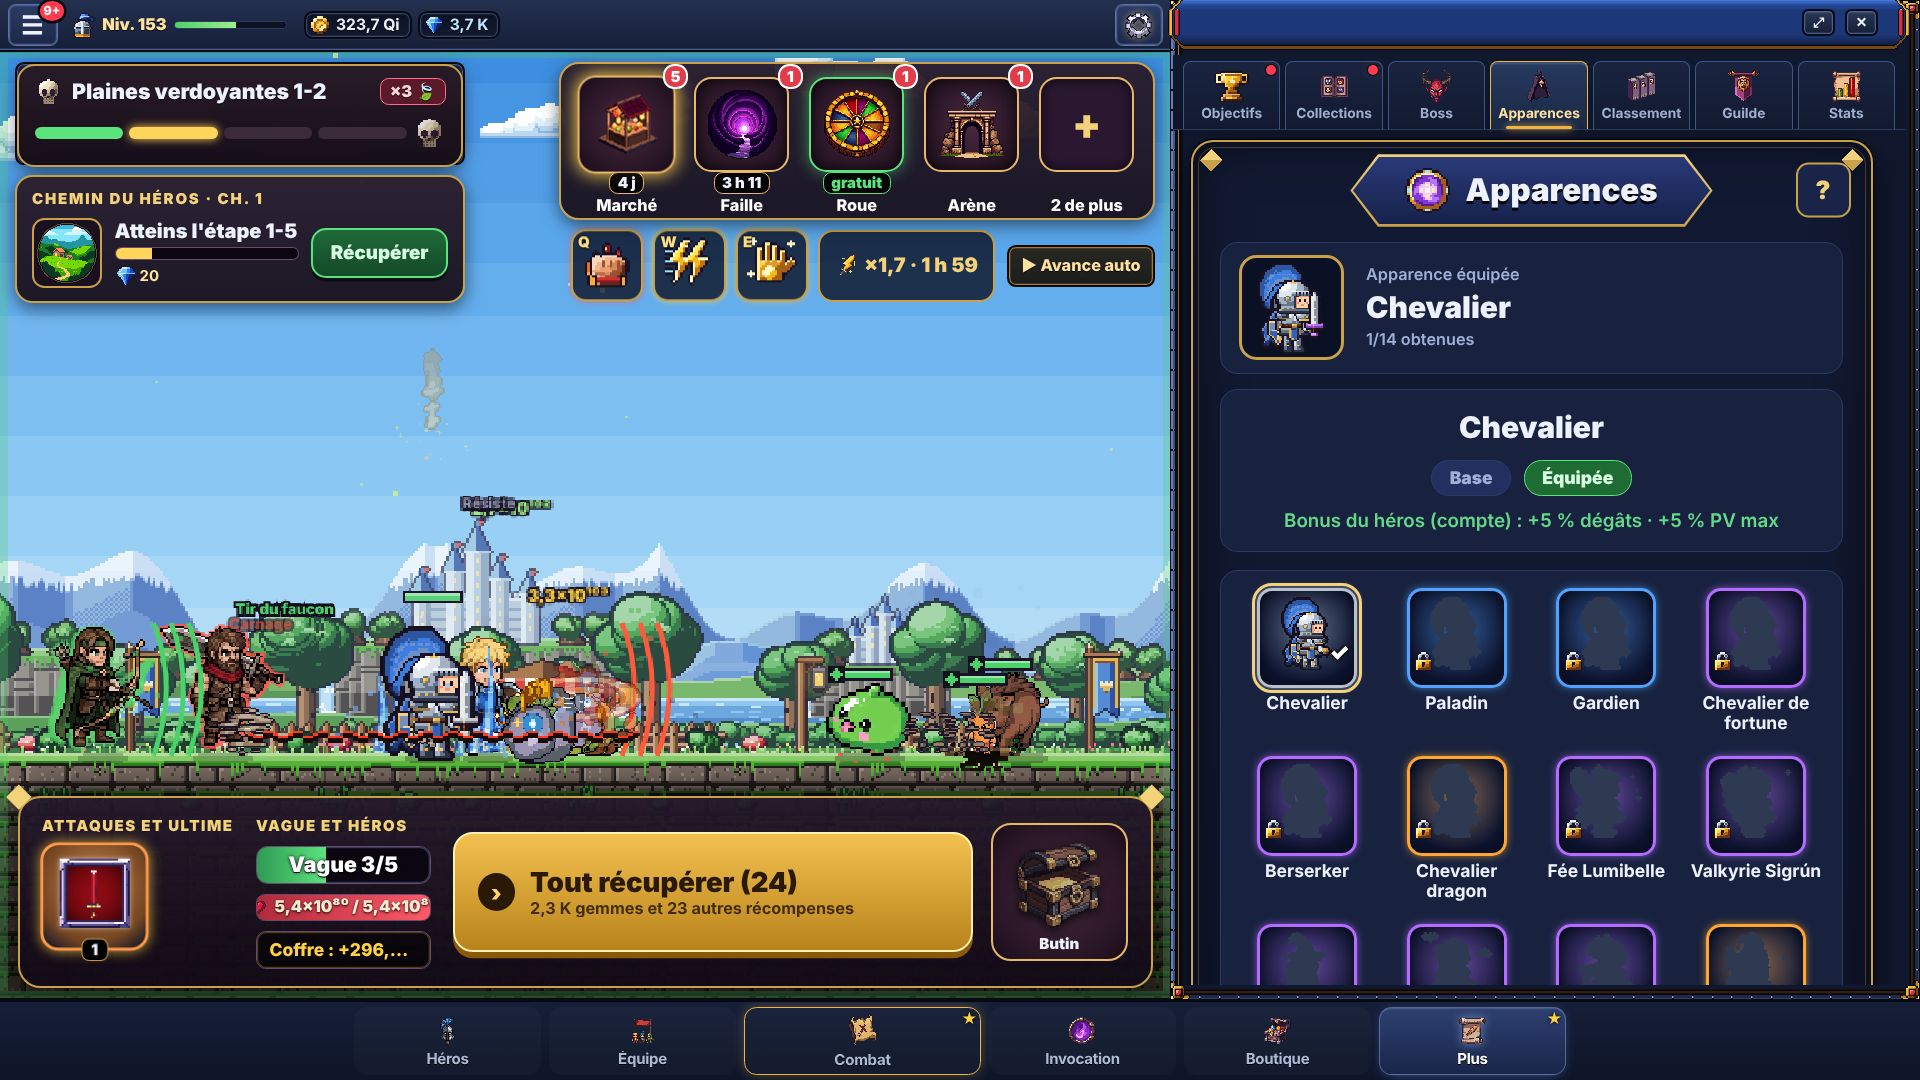 9+
Niv. 153
323,7 Qi
3,7 K
Plaines verdoyantes 1-2
×3
CHEMIN DU HÉROS · CH. 1
Atteins l'étape 1-5
20
Récupérer
5
4 j
Marché
1
3 h 11
Faille
1
gratuit
Roue
1
Arène
+
2 de plus
Q
W
E
×1,7 · 1 h 59
Avance auto
Résiste
3,3×10¹⁰³
Tir du faucon
Carnage
ATTAQUES ET ULTIME
1
VAGUE ET HÉROS
Vague 3/5
5,4×10⁸⁰ / 5,4×10⁸
Coffre : +296,...
Tout récupérer (24)
2,3 K gemmes et 23 autres récompenses
Butin
Objectifs
Collections
Boss
Apparences
Classement
Guilde
Stats
Apparences
?
Apparence équipée
Chevalier
1/14 obtenues
Chevalier
Base
Équipée
Bonus du héros (compte) : +5 % dégâts · +5 % PV max
Chevalier
Paladin
Gardien
Chevalier de
fortune
Berserker
Chevalier
dragon
Fée Lumibelle
Valkyrie Sigrún
Héros
Équipe
Combat
Invocation
Boutique
Plus